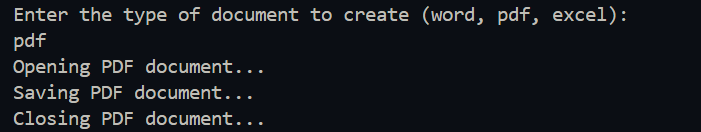 Enter the type of document to create (word, pdf, excel):
pdf
Opening PDF document...
Saving PDF document...
Closing PDF document...